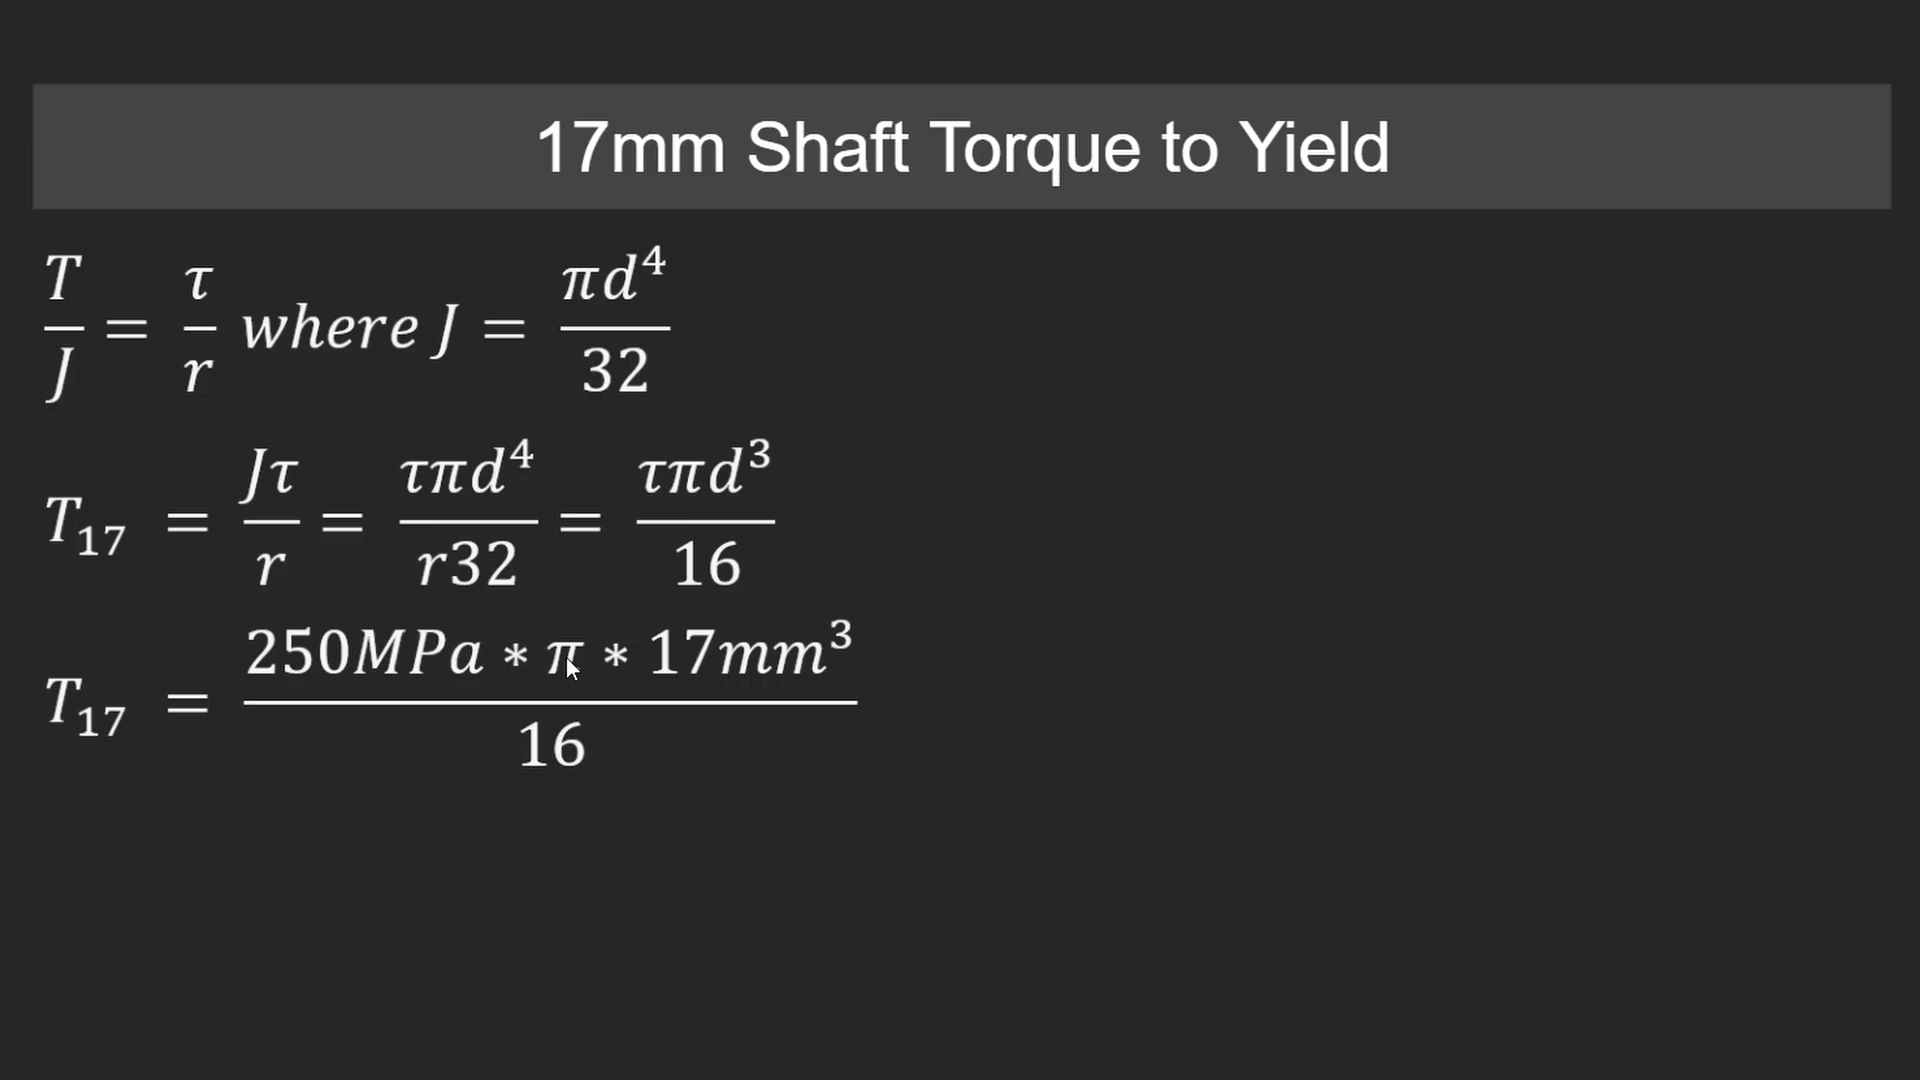 17mm Shaft Torque to Yield
T/J = τ/r where J = πd⁴/32
T₁₇ = Jτ/r = τπd⁴/r32 = τπd³/16
T₁₇ = 250MPa * π * 17mm³/16